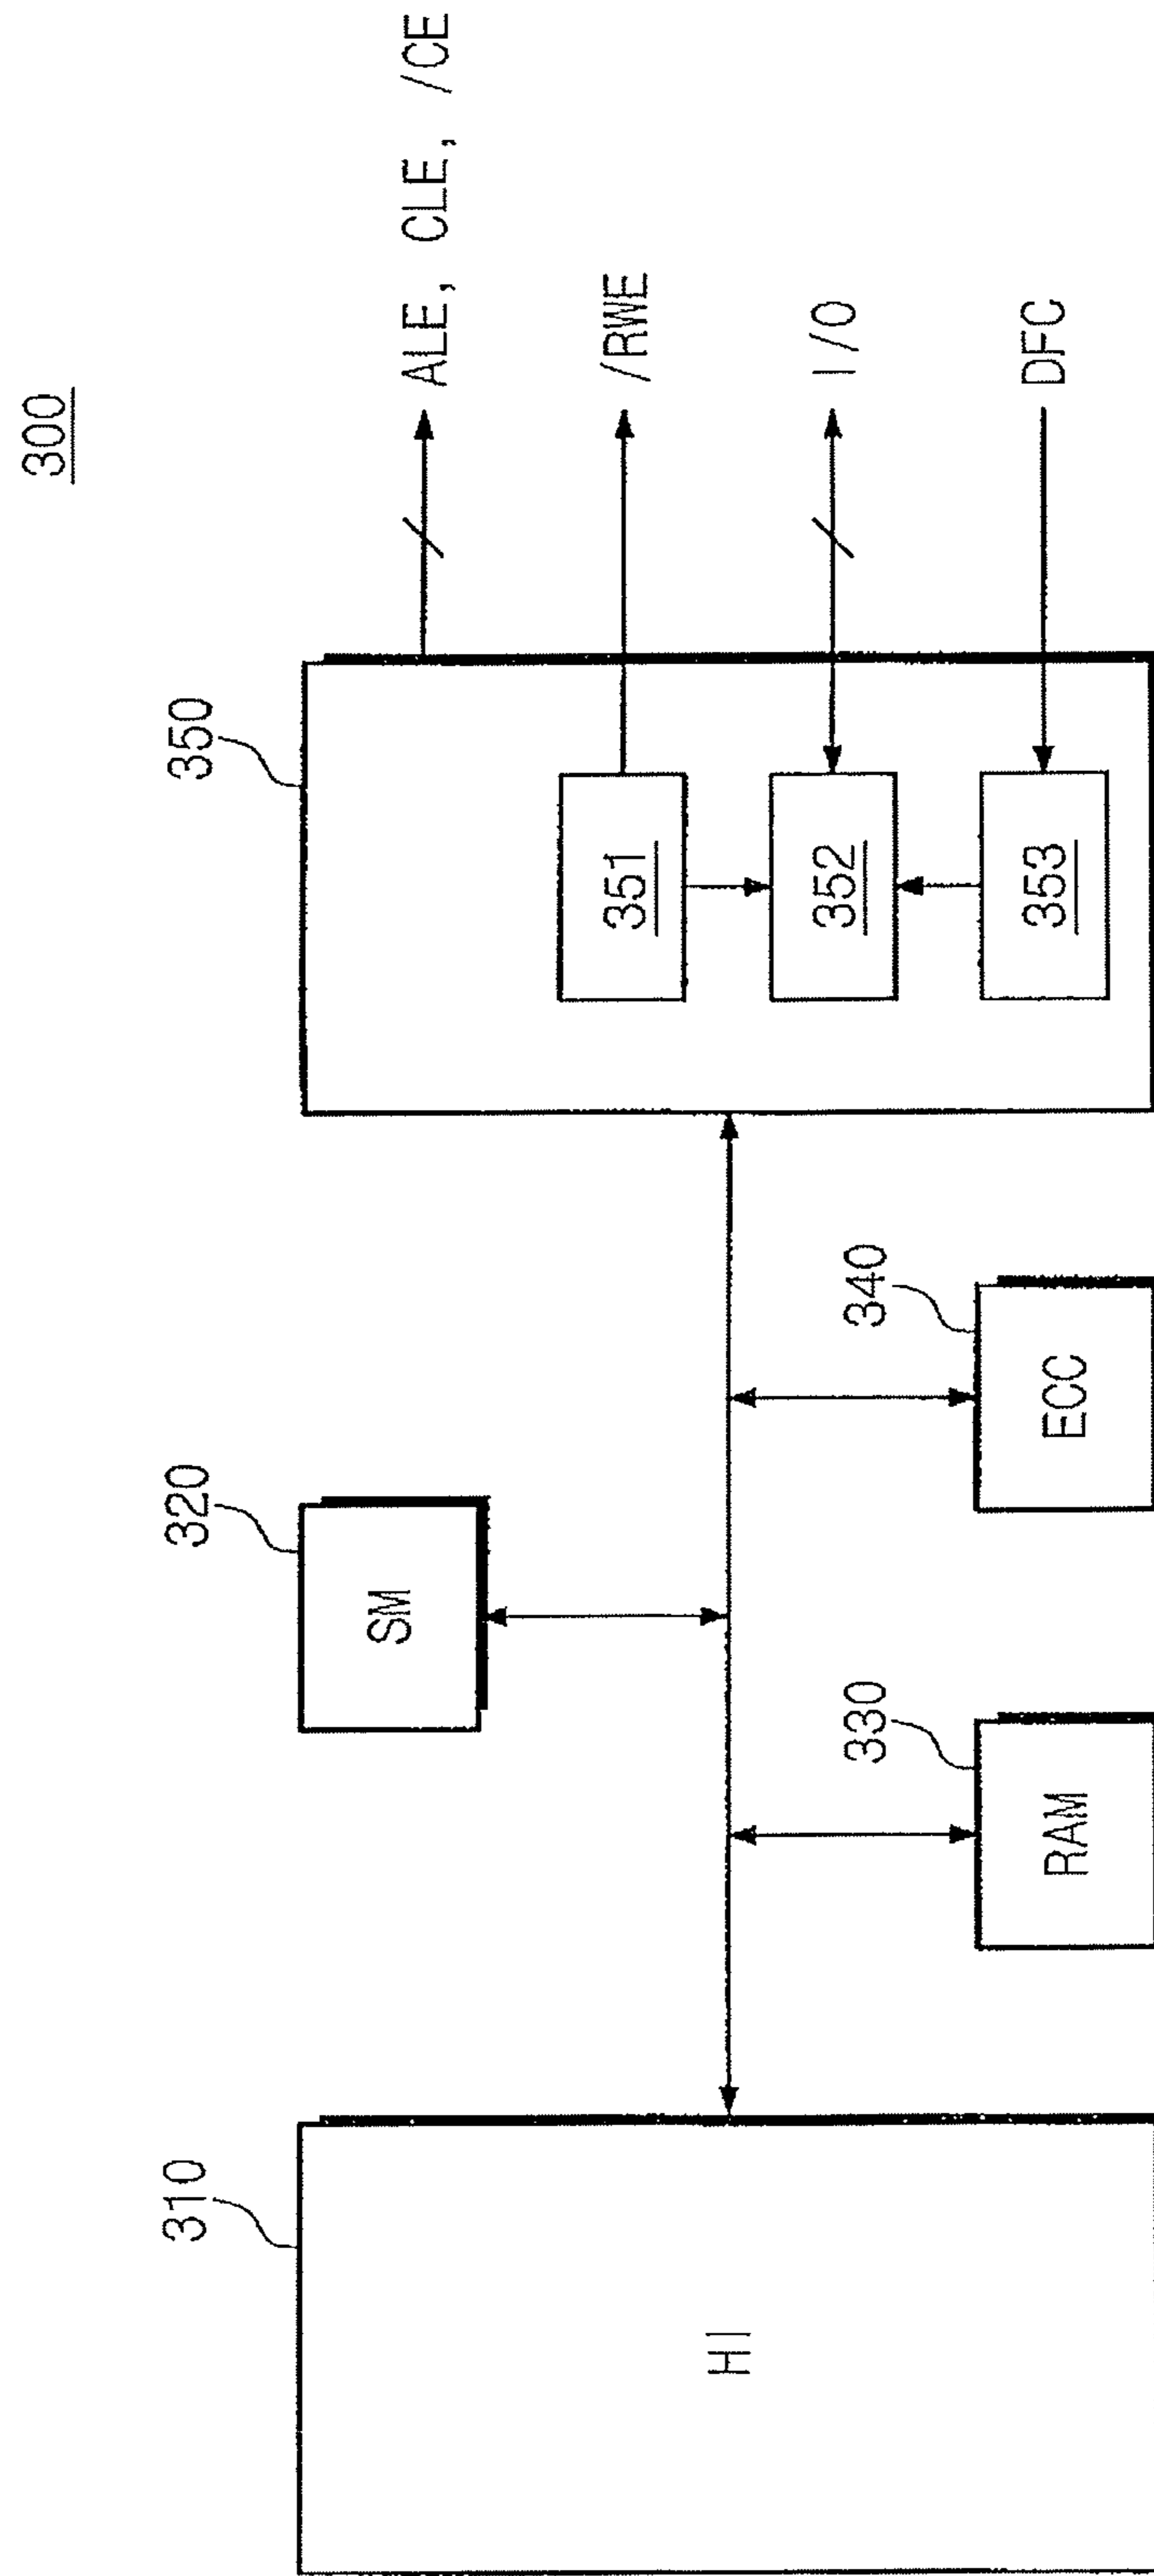 300
310
HI
320
SM
330
RAM
340
ECC
350
351
352
353
ALE, CLE, /CE
/RWE
I/O
DFC